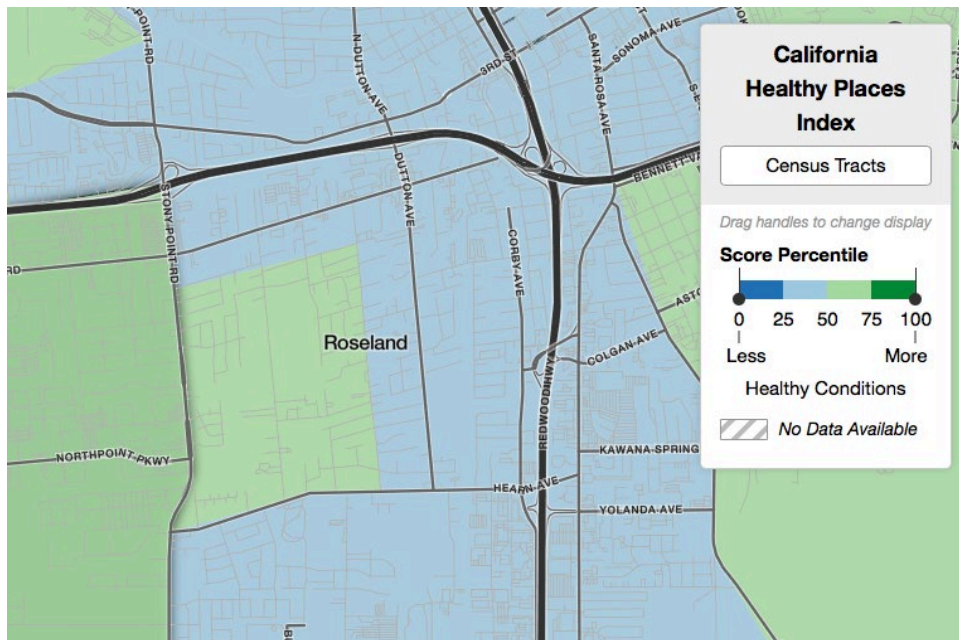 POINT-RD
N-DUTTON-AVE
3RD-ST
SANTA-ROSA-AVE
SONOMA-AVE
California
Healthy Places
Index
Census Tracts
BENNETT-VA
DUTTON-AVE
STONY-POINT-RD
RD
CORBY-AVE
Drag handles to change display
Score Percentile
0 25 50 75 100
Less More
Healthy Conditions
No Data Available
ASTO
Roseland
COLGAN-AVE
REDWOOD-HWY
NORTHPOINT-PKWY
KAWANA-SPRING
HEARN-AVE
YOLANDA-AVE